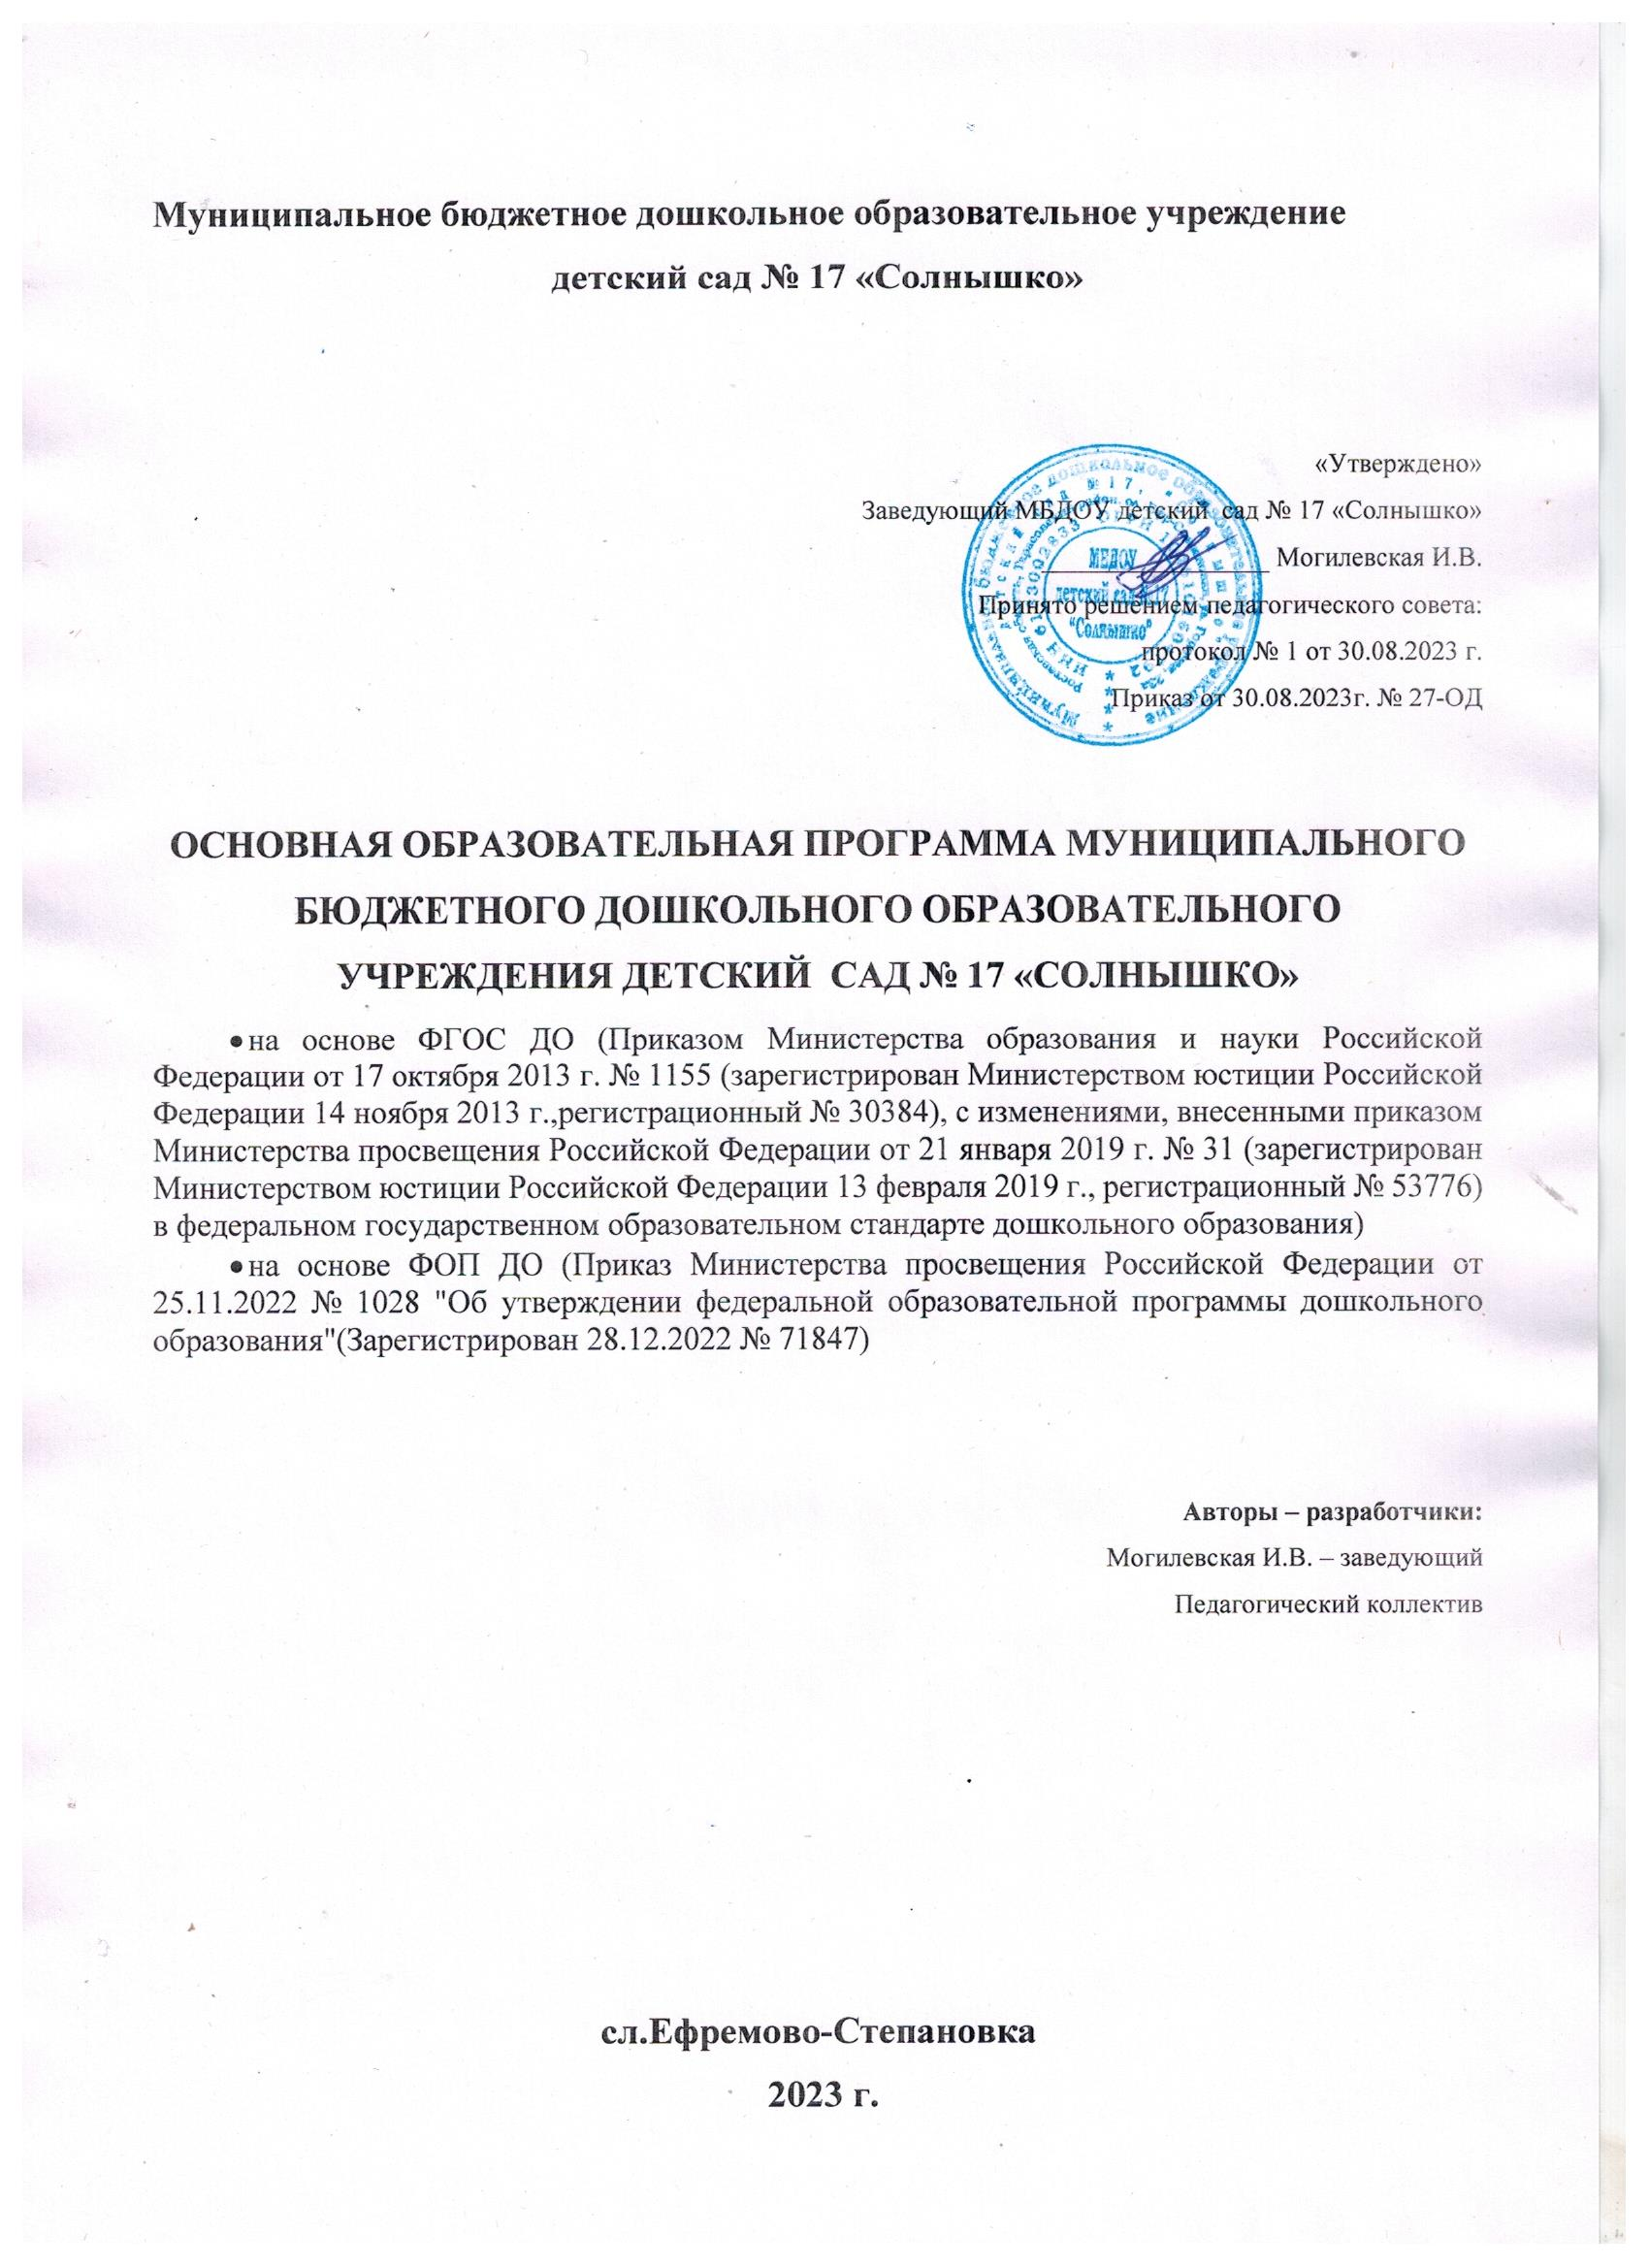 Муниципальное бюджетное дошкольное образовательное учреждение
детский сад № 17 «Солнышко»
«Утверждено»
Заведующий МБДОУ детский сад № 17 «Солнышко»
Могилевская И.В.
Принято решением педагогического совета:
протокол № 1 от 30.08.2023 г.
Приказ от 30.08.2023г. № 27-ОД
МБДОУ
детский сад №17
"Солнышко"
ОСНОВНАЯ ОБРАЗОВАТЕЛЬНАЯ ПРОГРАММА МУНИЦИПАЛЬНОГО
БЮДЖЕТНОГО ДОШКОЛЬНОГО ОБРАЗОВАТЕЛЬНОГО
УЧРЕЖДЕНИЯ ДЕТСКИЙ САД № 17 «СОЛНЫШКО»
•на основе ФГОС ДО (Приказом Министерства образования и науки Российской
Федерации от 17 октября 2013 г. № 1155 (зарегистрирован Министерством юстиции Российской
Федерации 14 ноября 2013 г.,регистрационный № 30384), с изменениями, внесенными приказом
Министерства просвещения Российской Федерации от 21 января 2019 г. № 31 (зарегистрирован
Министерством юстиции Российской Федерации 13 февраля 2019 г., регистрационный № 53776)
в федеральном государственном образовательном стандарте дошкольного образования)
•на основе ФОП ДО (Приказ Министерства просвещения Российской Федерации от
25.11.2022 № 1028 "Об утверждении федеральной образовательной программы дошкольного
образования"(Зарегистрирован 28.12.2022 № 71847)
Авторы – разработчики:
Могилевская И.В. – заведующий
Педагогический коллектив
сл.Ефремово-Степановка
2023 г.